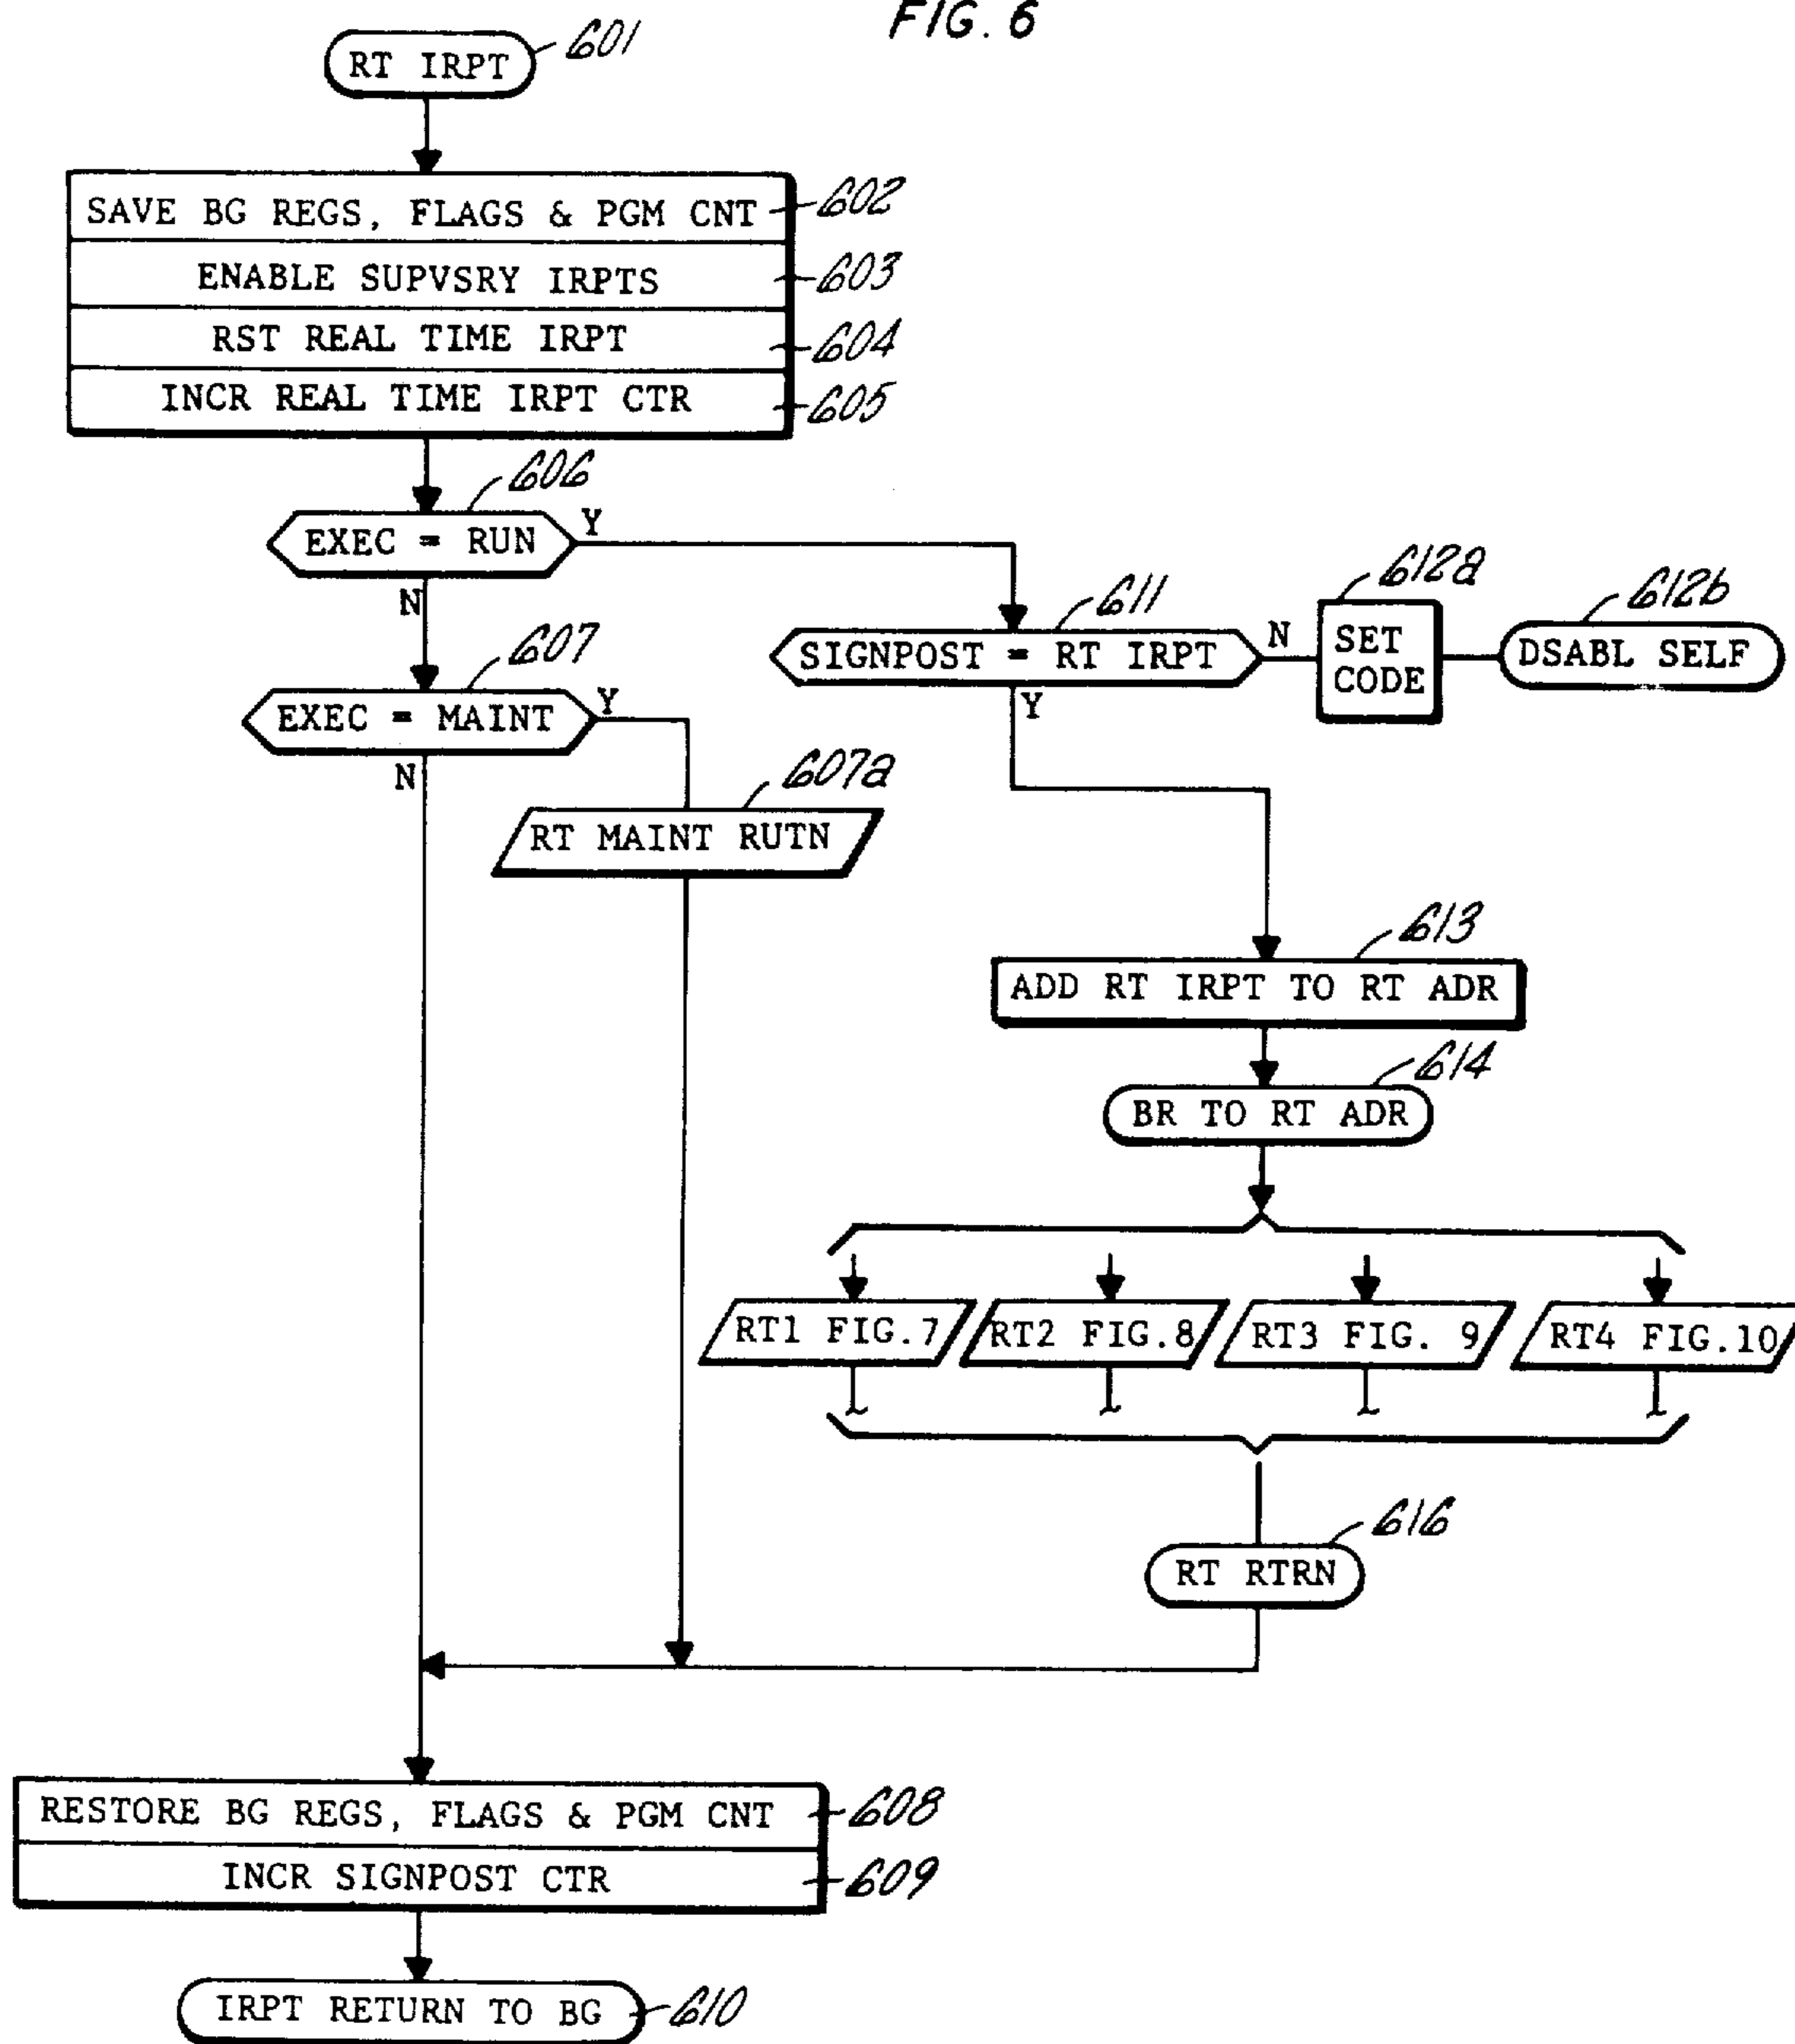 FIG. 6
RT IRPT 601
SAVE BG REGS, FLAGS & PGM CNT 602
ENABLE SUPVSRY IRPTS 603
RST REAL TIME IRPT 604
INCR REAL TIME IRPT CTR 605
606
EXEC = RUN Y
N
607
EXEC = MAINT Y
N
607a
RT MAINT RUTN
611
SIGNPOST = RT IRPT N
Y
612a
SET
CODE
612b
DSABL SELF
613
ADD RT IRPT TO RT ADR
614
BR TO RT ADR
RT1 FIG.7
RT2 FIG.8
RT3 FIG. 9
RT4 FIG.10
616
RT RTRN
RESTORE BG REGS, FLAGS & PGM CNT 608
INCR SIGNPOST CTR 609
IRPT RETURN TO BG 610